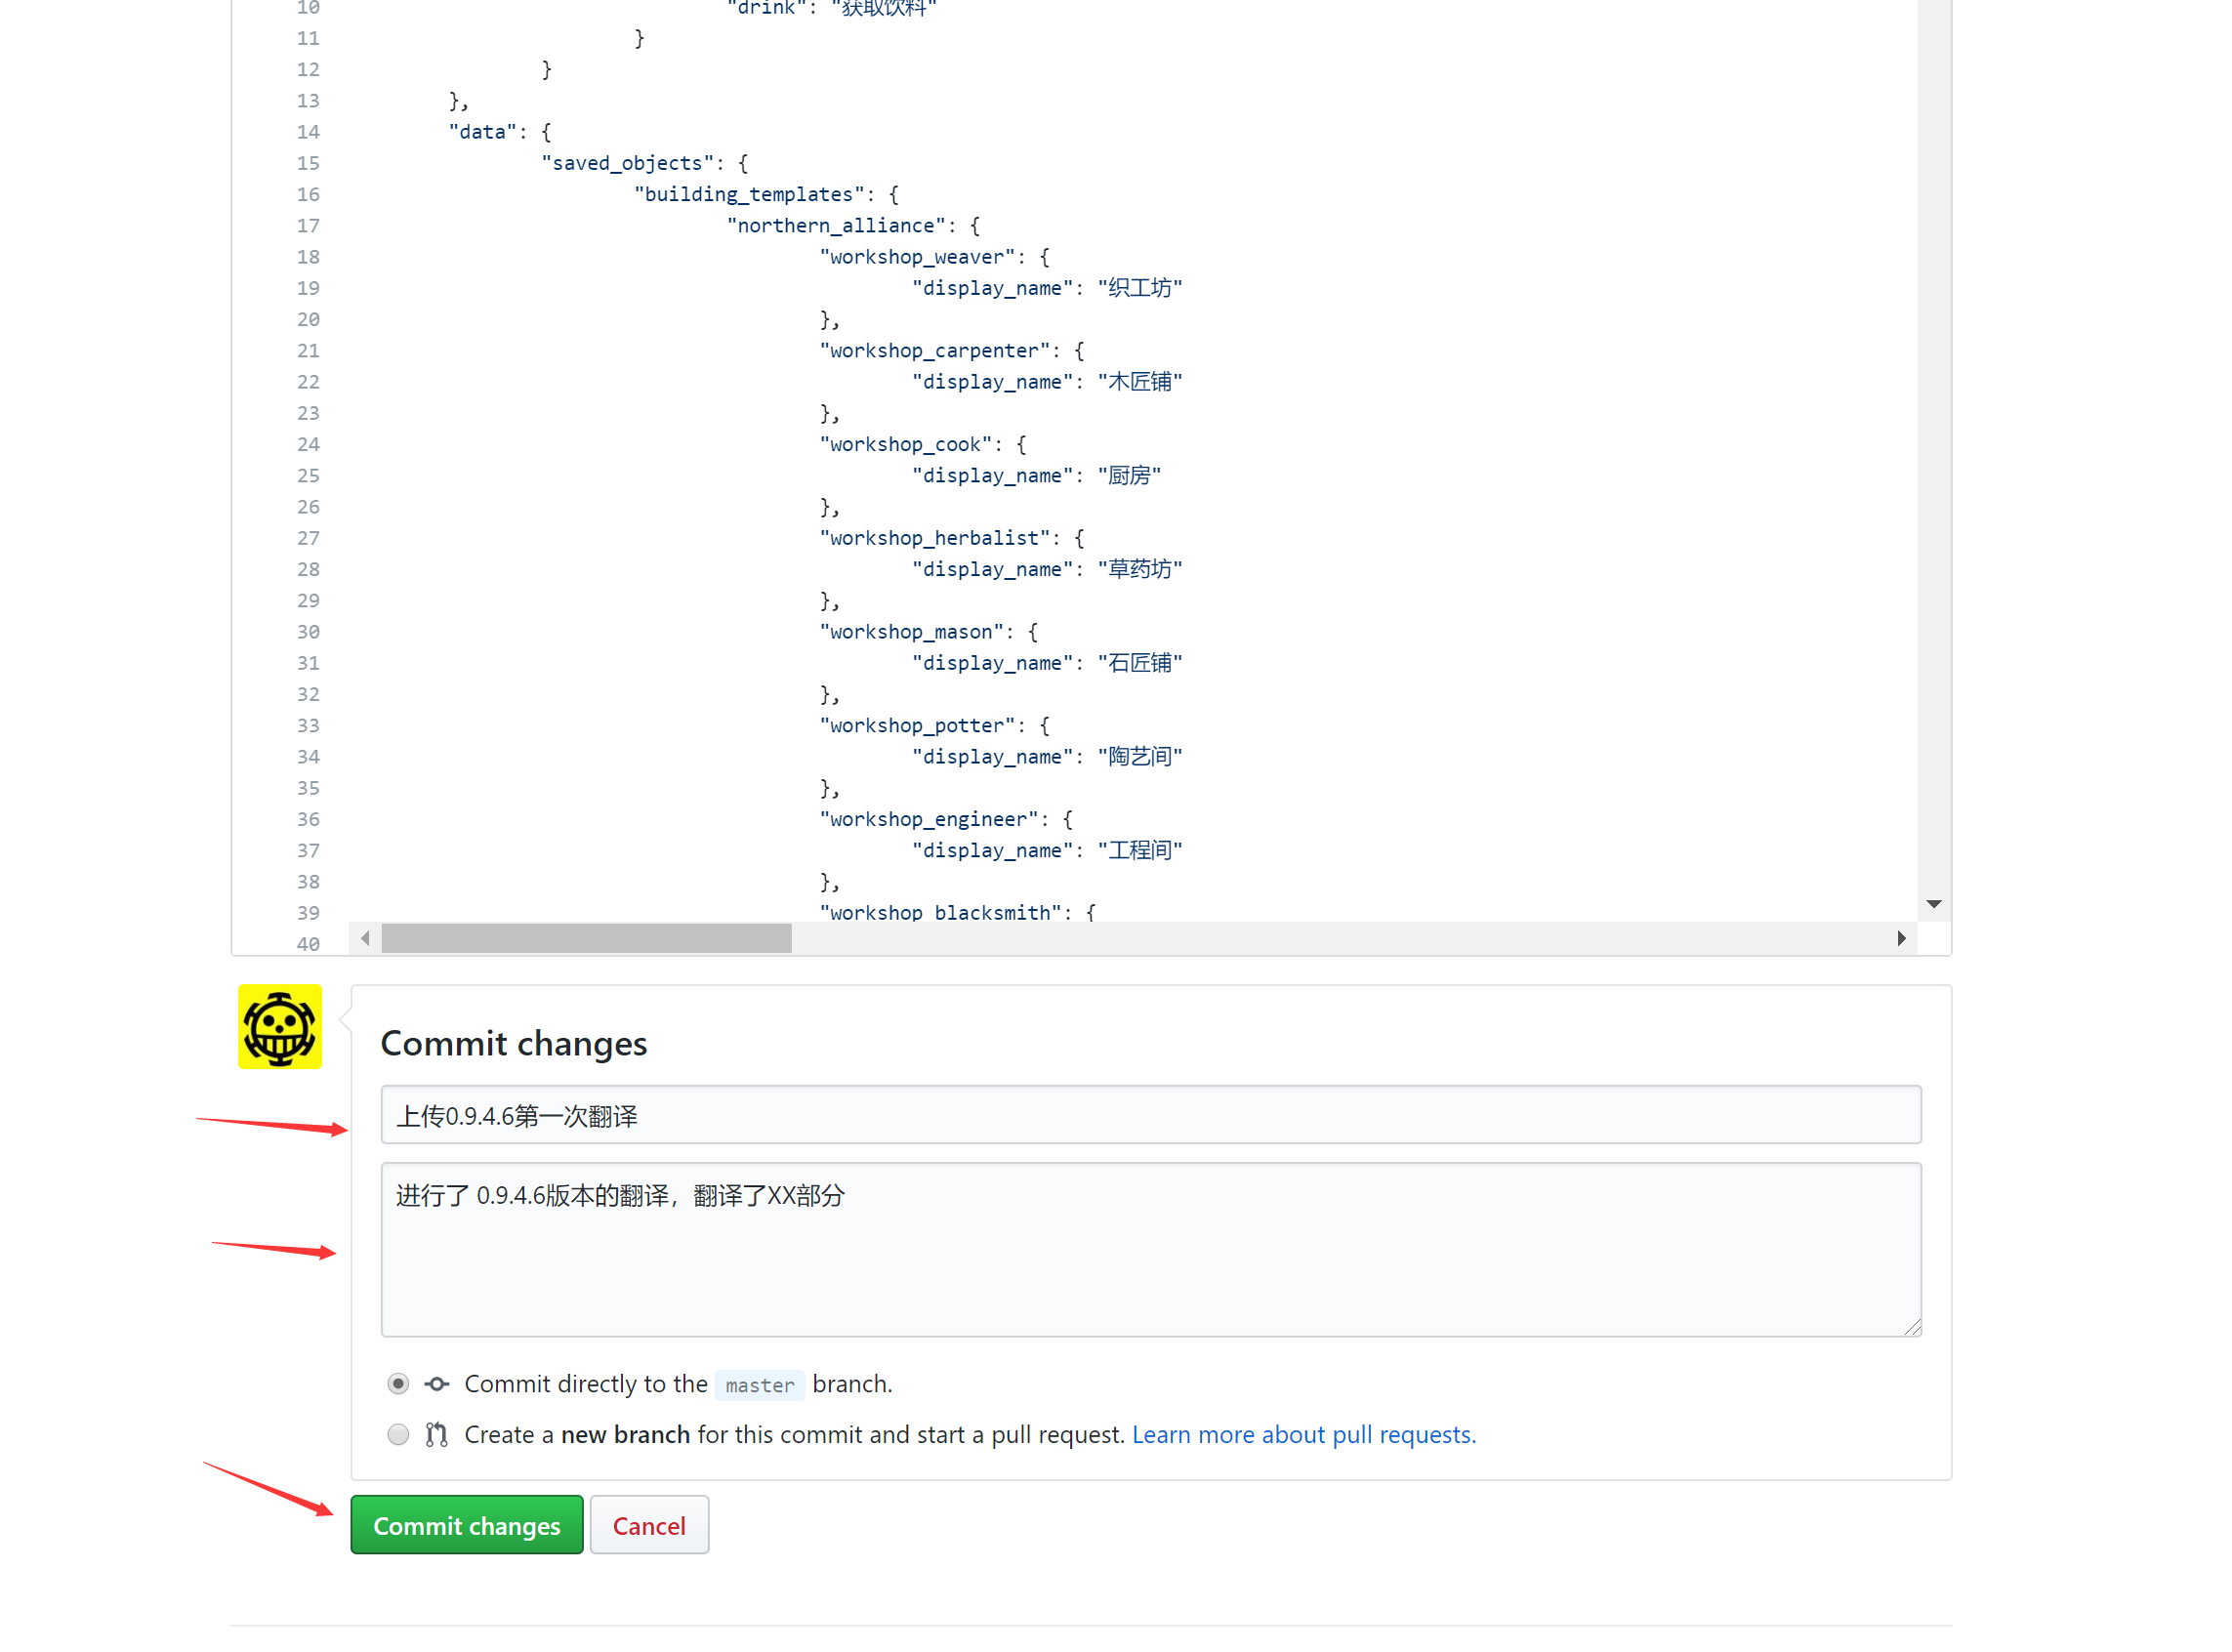 10 "drink": "获取饮料"
11 }
12 }
13 },
14 "data": {
15 "saved_objects": {
16 "building_templates": {
17 "northern_alliance": {
18 "workshop_weaver": {
19 "display_name": "织工坊"
20 },
21 "workshop_carpenter": {
22 "display_name": "木匠铺"
23 },
24 "workshop_cook": {
25 "display_name": "厨房"
26 },
27 "workshop_herbalist": {
28 "display_name": "草药坊"
29 },
30 "workshop_mason": {
31 "display_name": "石匠铺"
32 },
33 "workshop_potter": {
34 "display_name": "陶艺间"
35 },
36 "workshop_engineer": {
37 "display_name": "工程间"
38 },
39 "workshop_blacksmith": {
40
Commit changes
上传0.9.4.6第一次翻译
进行了 0.9.4.6版本的翻译，翻译了XX部分
Commit directly to the master branch.
Create a new branch for this commit and start a pull request. Learn more about pull requests.
Commit changes Cancel